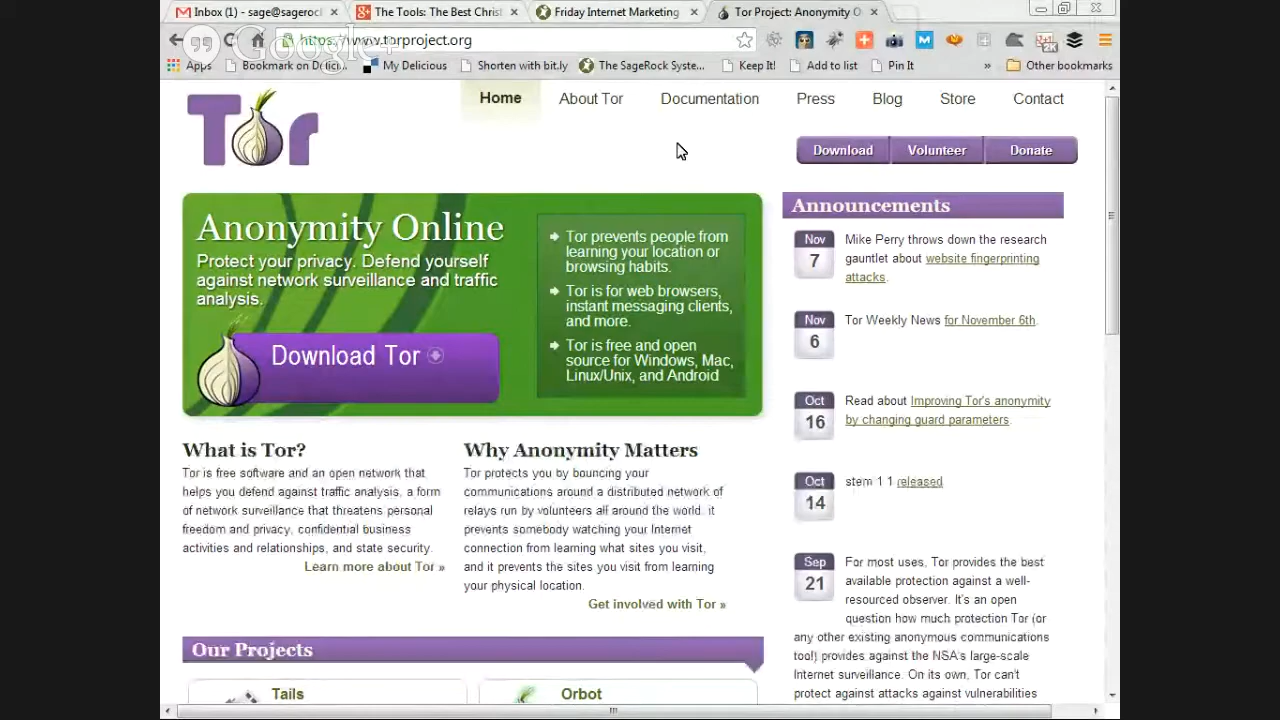 Inbox (1) - sage@sageroc
The Tools: The Best Christ
Friday Internet Marketing
Tor Project: Anonymity O
Google+
https://www.torproject.org
Apps
Bookmark on Delici...
My Delicious
Shorten with bit.ly
The SageRock Syste...
Keep It!
Add to list
Pin It
»
Other bookmarks
Tor
Home
About Tor
Documentation
Press
Blog
Store
Contact
Download
Volunteer
Donate
Anonymity Online
Protect your privacy. Defend yourself
against network surveillance and traffic
analysis.
Download Tor
Tor prevents people from
learning your location or
browsing habits.
Tor is for web browsers,
instant messaging clients,
and more.
Tor is free and open
source for Windows, Mac,
Linux/Unix, and Android
What is Tor?
Tor is free software and an open network that
helps you defend against traffic analysis, a form
of network surveillance that threatens personal
freedom and privacy, confidential business
activities and relationships, and state security.
Learn more about Tor »
Why Anonymity Matters
Tor protects you by bouncing your
communications around a distributed network of
relays run by volunteers all around the world: it
prevents somebody watching your Internet
connection from learning what sites you visit,
and it prevents the sites you visit from learning
your physical location.
Get involved with Tor »
Our Projects
Tails
Orbot
Announcements
Nov
7
Mike Perry throws down the research
gauntlet about website fingerprinting
attacks.
Nov
6
Tor Weekly News for November 6th.
Oct
16
Read about Improving Tor's anonymity
by changing guard parameters.
Oct
14
stem 1 1 released
Sep
21
For most uses, Tor provides the best
available protection against a well-
resourced observer. It's an open
question how much protection Tor (or
any other existing anonymous communications
tool) provides against the NSA's large-scale
Internet surveillance. On its own, Tor can't
protect against attacks against vulnerabilities